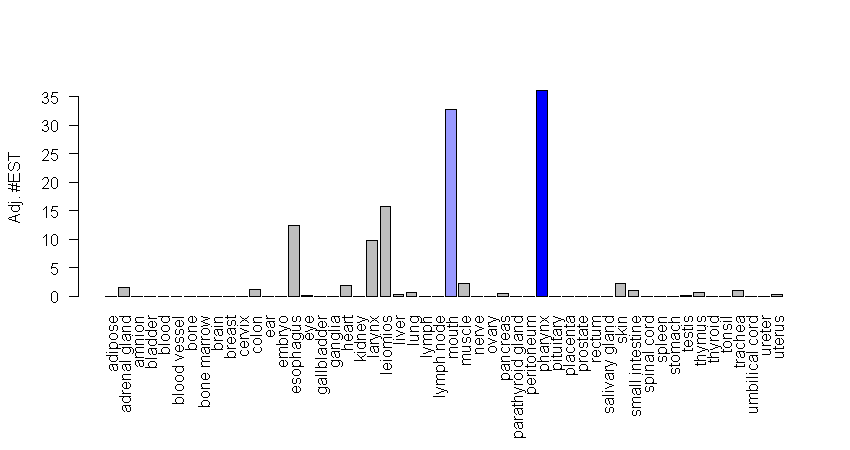 Adj. #EST
35
30
25
20
15
10
5
0
adipose
adrenal gland
amnion
bladder
blood
blood vessel
bone
bone marrow
brain
breast
cervix
colon
ear
embryo
esophagus
eye
gallbladder
ganglia
heart
kidney
larynx
leiomios
liver
lung
lymph
lymph node
mouth
muscle
nerve
ovary
pancreas
parathyroid gland
peritoneum
pharynx
pituitary
placenta
prostate
rectum
salivary gland
skin
small intestine
spinal cord
spleen
stomach
testis
thymus
thyroid
tonsil
trachea
umbilical cord
ureter
uterus